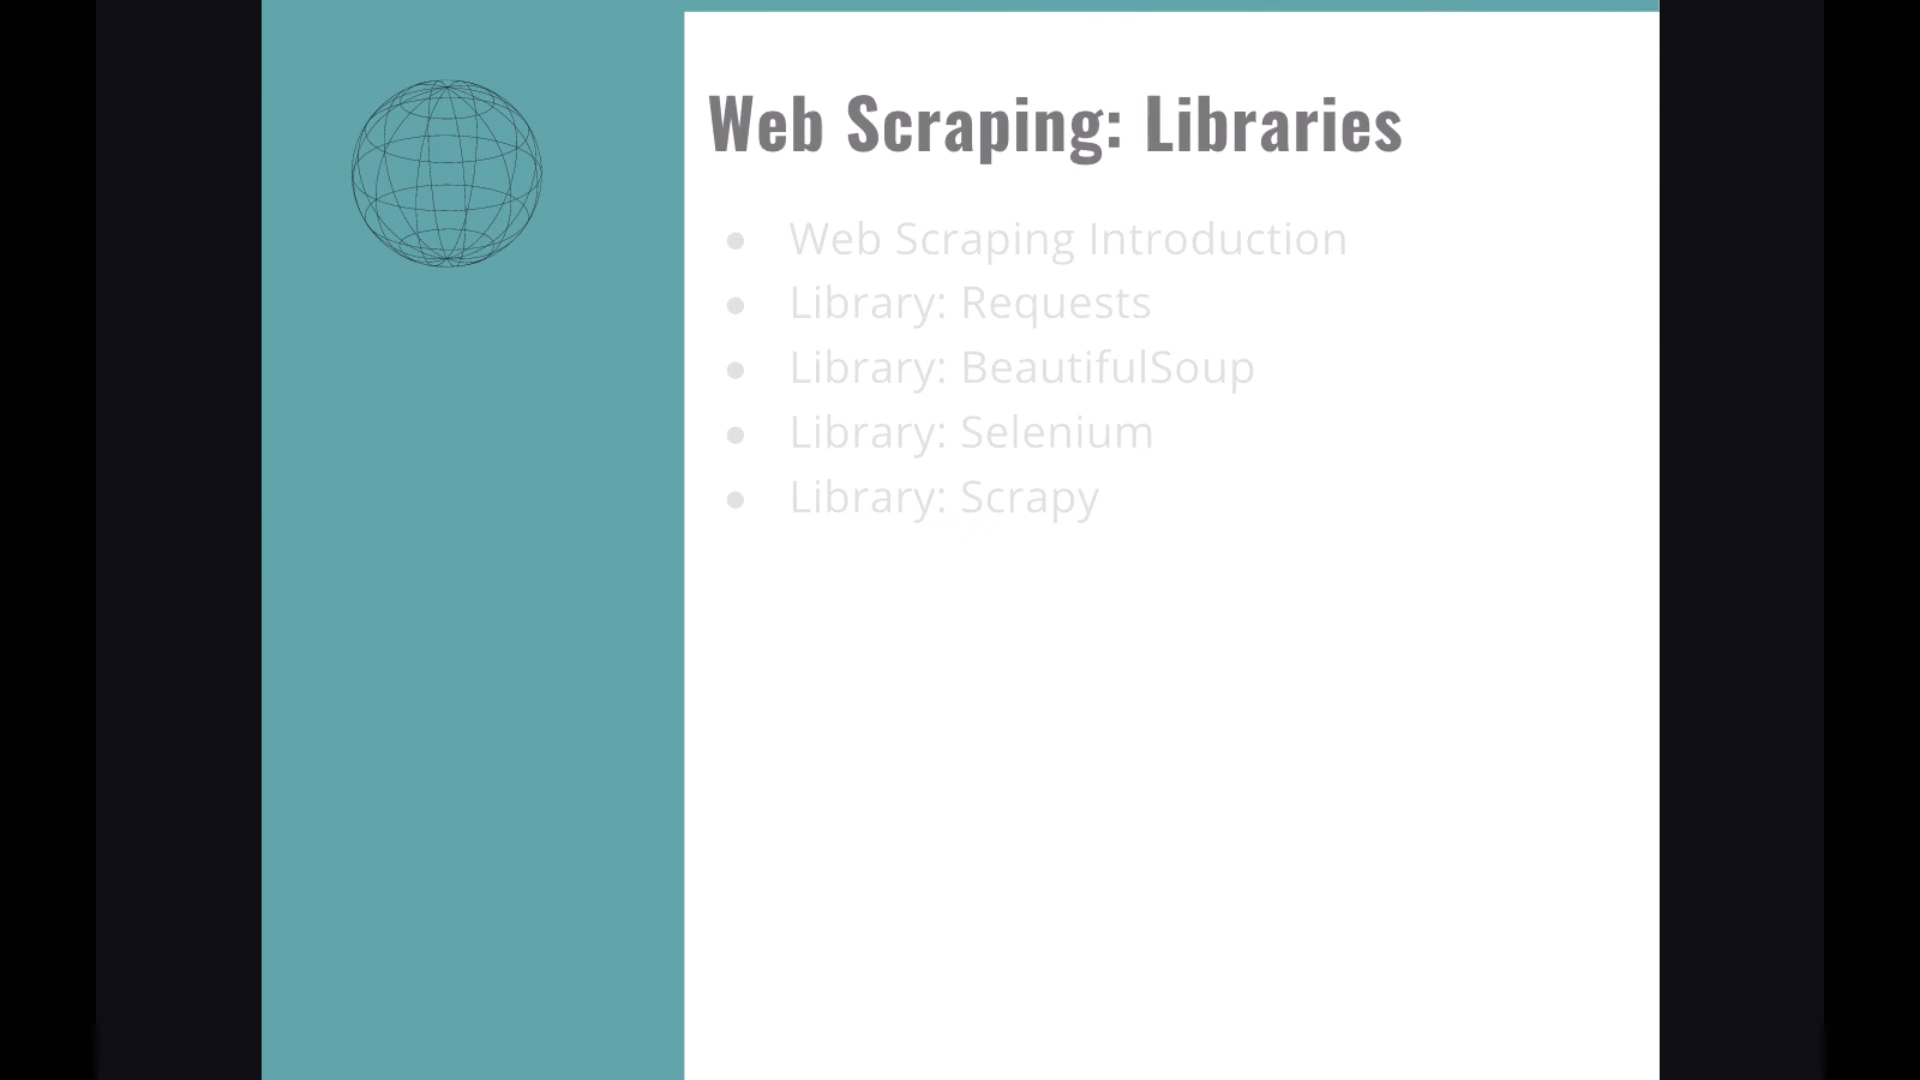 Web Scraping: Libraries
● Web Scraping Introduction
● Library: Requests
● Library: BeautifulSoup
● Library: Selenium
● Library: Scrapy